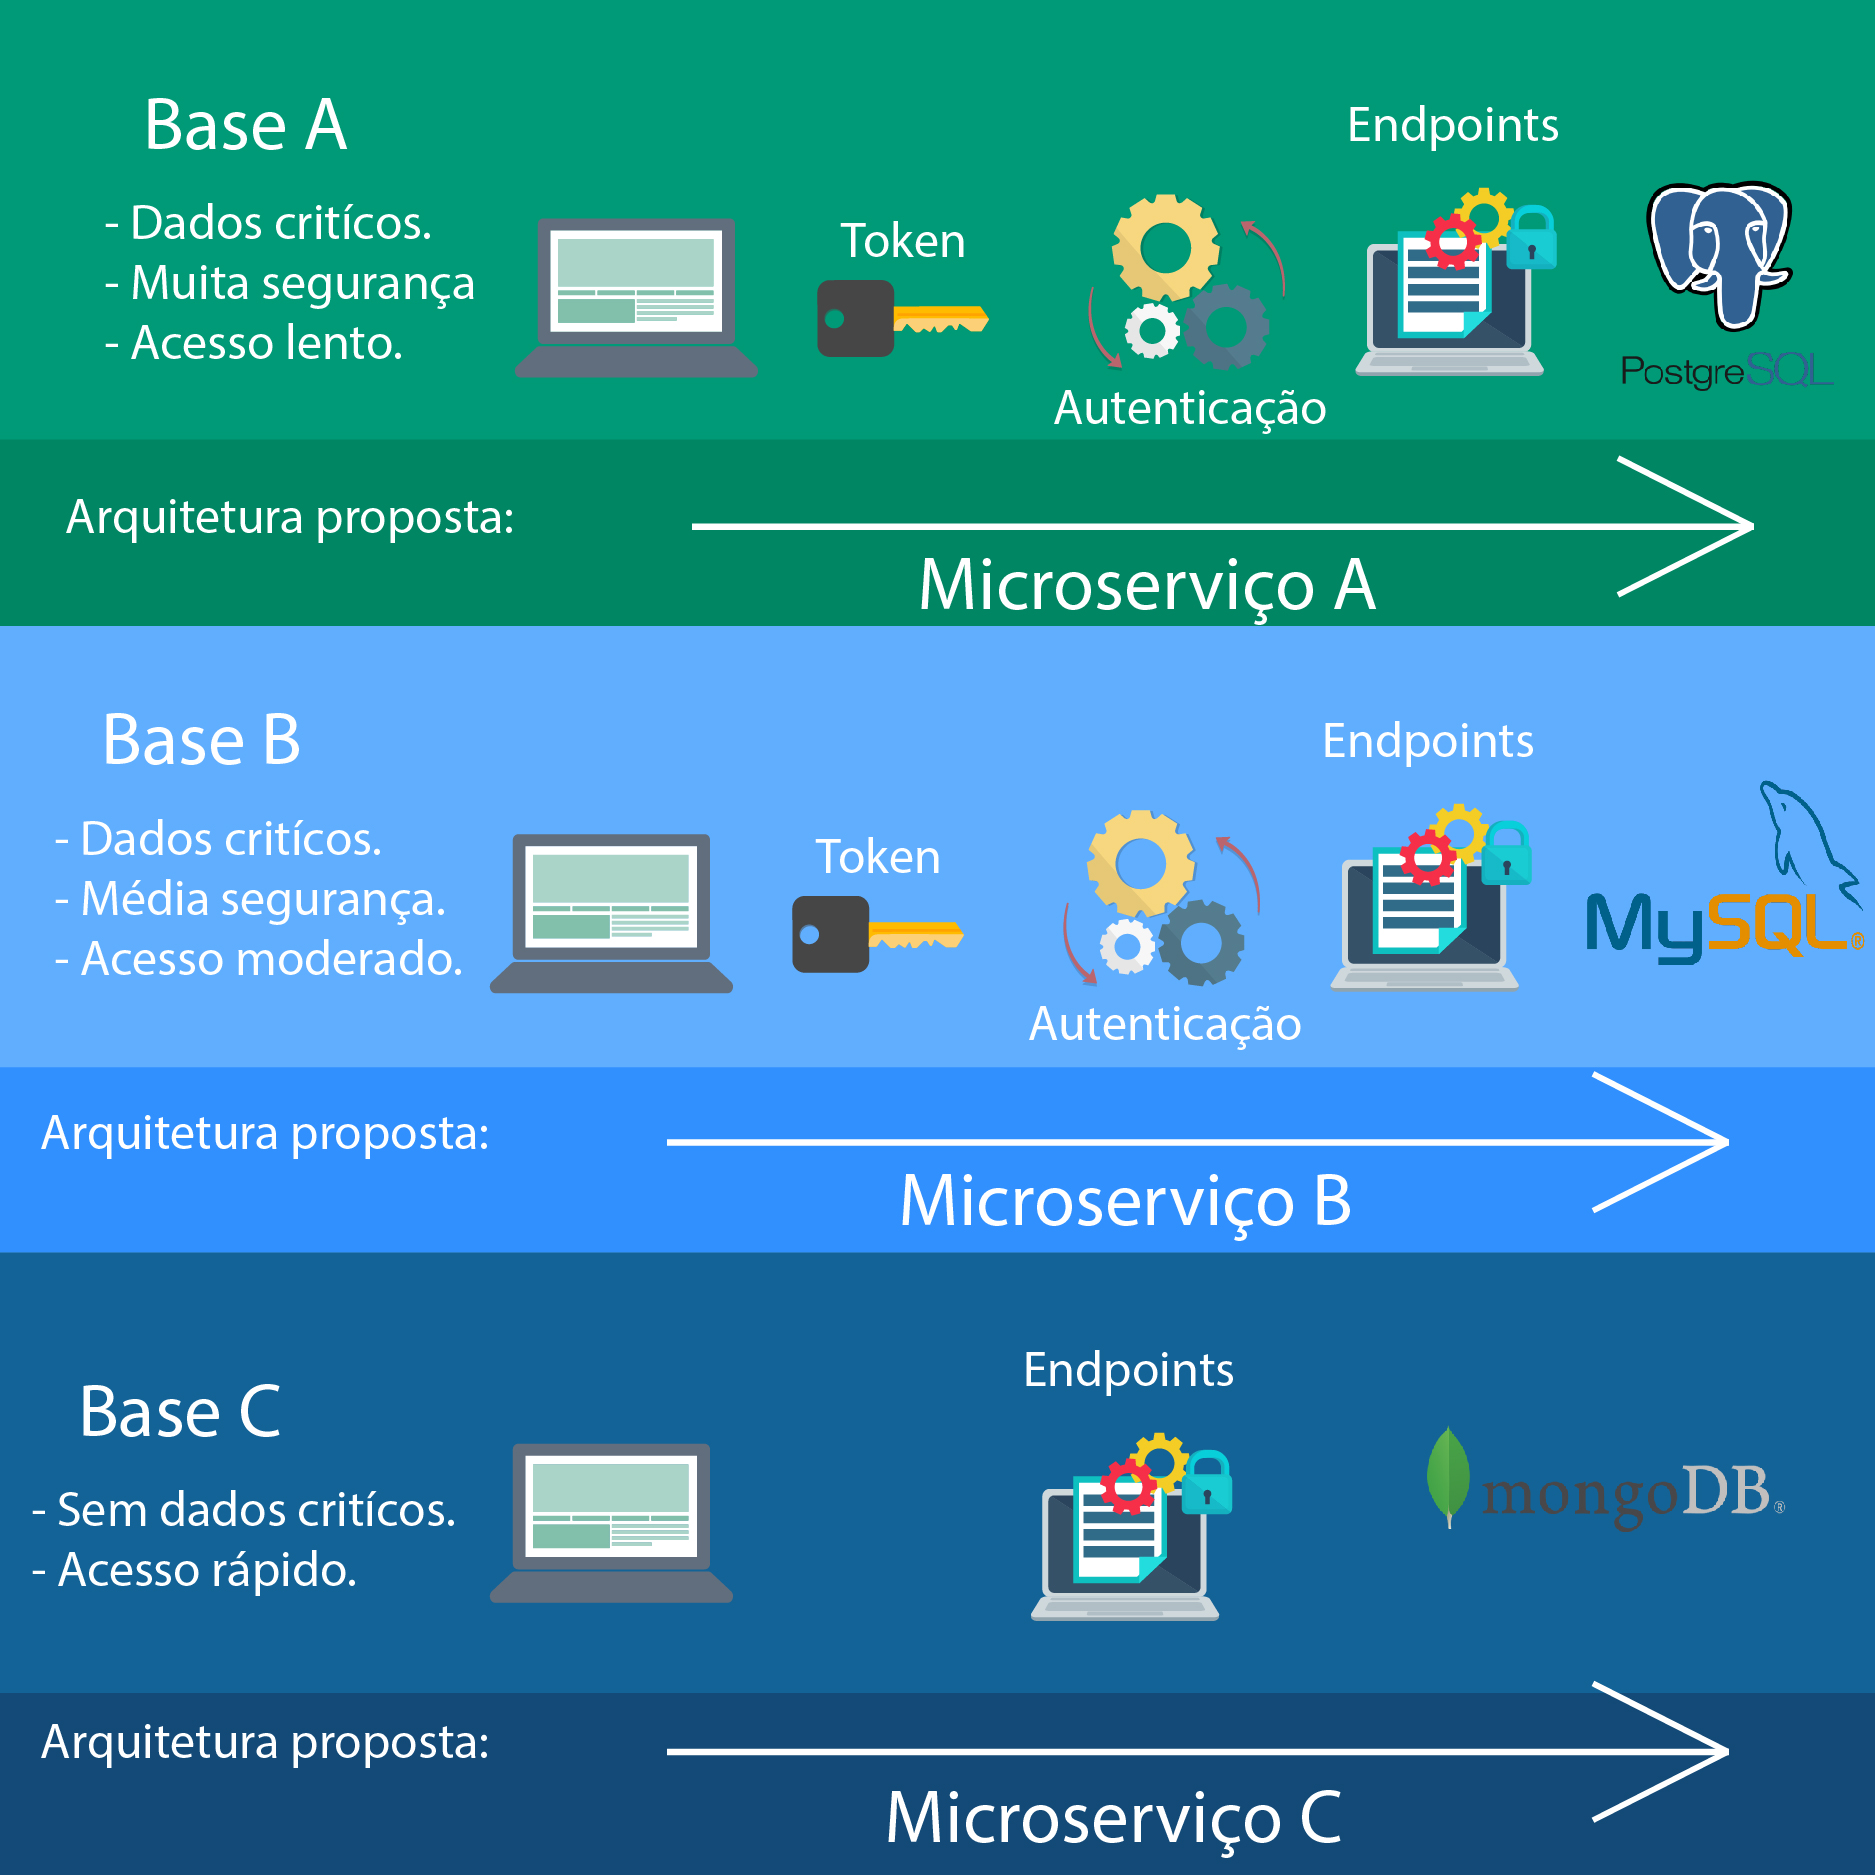 Base A
- Dados critícos.
- Muita segurança
- Acesso lento.
Token
Autenticação
Endpoints
PostgreSQL
Arquitetura proposta:
Microserviço A
Base B
- Dados critícos.
- Média segurança.
- Acesso moderado.
Token
Autenticação
Endpoints
MySQL®
Arquitetura proposta:
Microserviço B
Base C
- Sem dados critícos.
- Acesso rápido.
Endpoints
mongoDB®
Arquitetura proposta:
Microserviço C